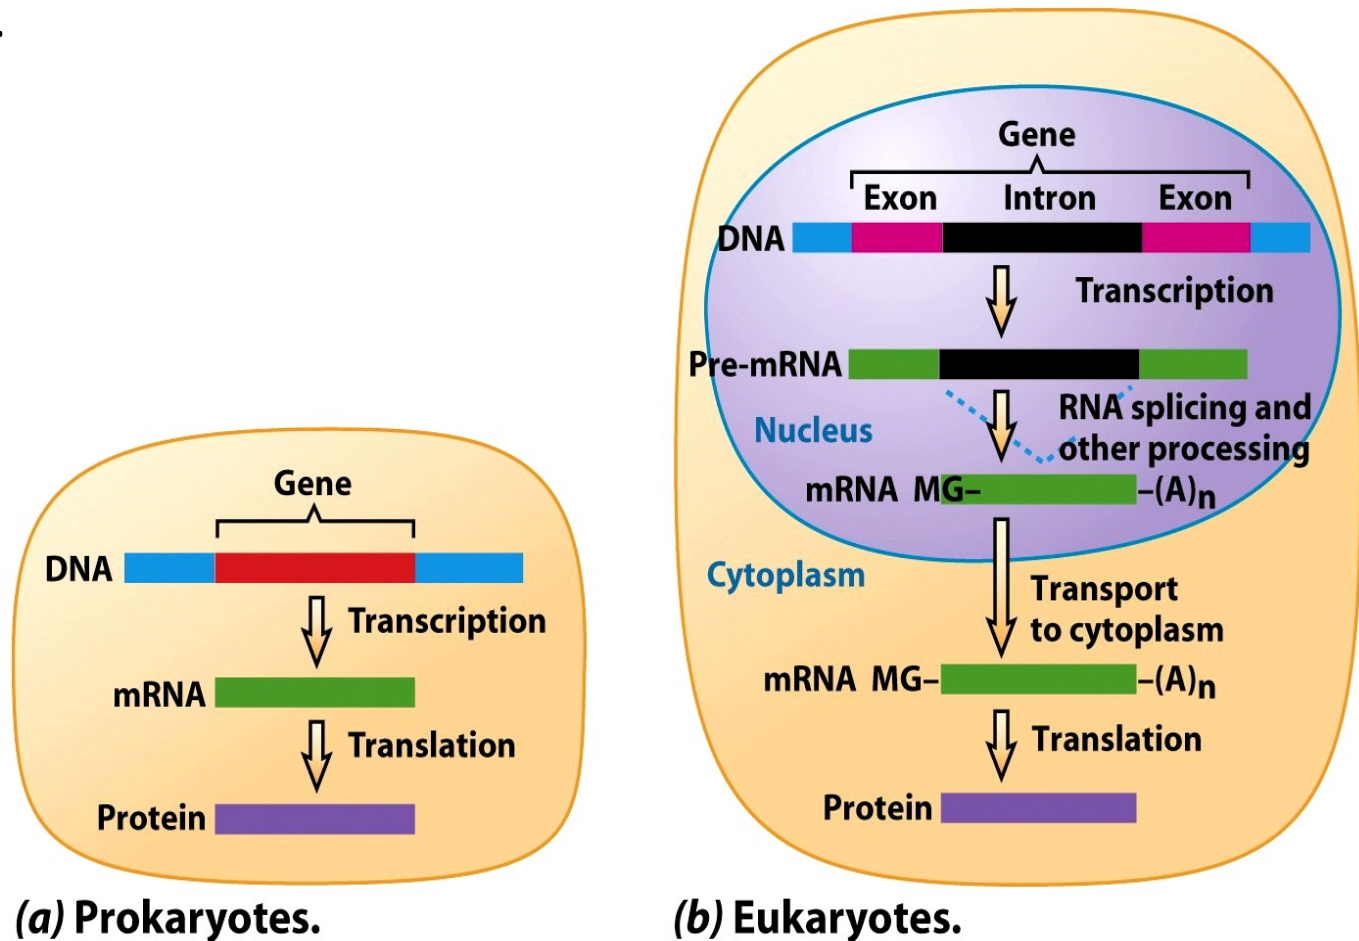 .
Gene
DNA
Transcription
mRNA
Translation
Protein
(a) Prokaryotes.
Gene
Exon Intron Exon
DNA
Transcription
Pre-mRNA
RNA splicing and
other processing
Nucleus
mRNA MG– –(A)n
Cytoplasm
Transport
to cytoplasm
mRNA MG– –(A)n
Translation
Protein
(b) Eukaryotes.